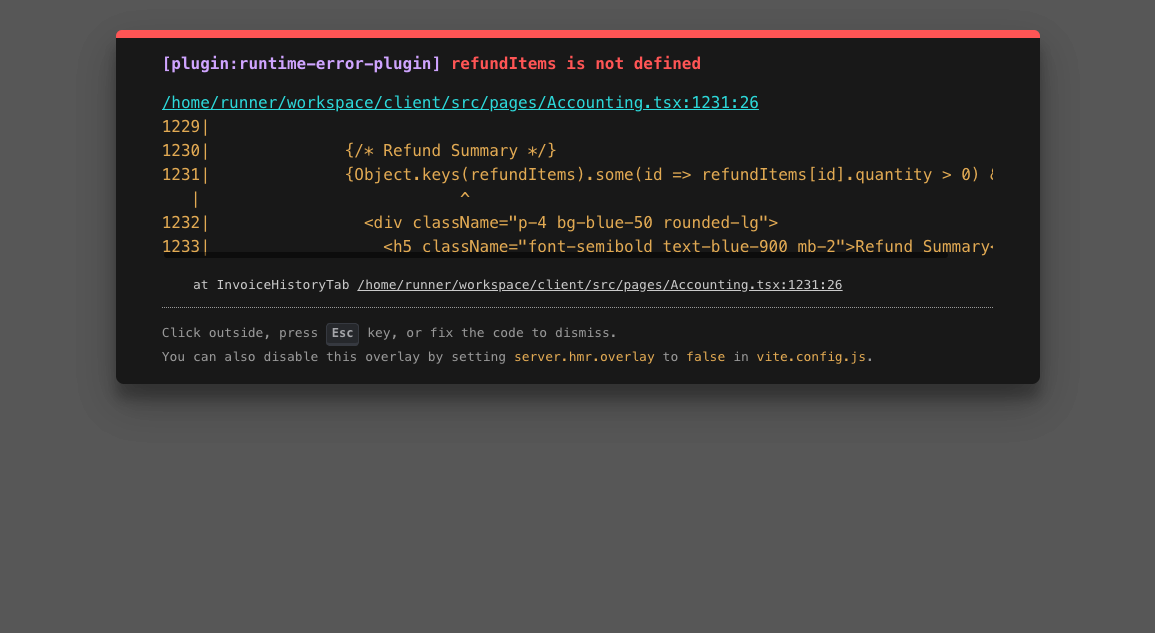 [plugin:runtime-error-plugin] refundItems is not defined
/home/runner/workspace/client/src/pages/Accounting.tsx:1231:26
1229|
1230|              {/* Refund Summary */}
1231|              {Object.keys(refundItems).some(id => refundItems[id].quantity > 0)
    |                          ^
1232|                <div className="p-4 bg-blue-50 rounded-lg">
1233|                  <h5 className="font-semibold text-blue-900 mb-2">Refund Summary
at InvoiceHistoryTab /home/runner/workspace/client/src/pages/Accounting.tsx:1231:26
Click outside, press Esc key, or fix the code to dismiss.
You can also disable this overlay by setting server.hmr.overlay to false in vite.config.js.